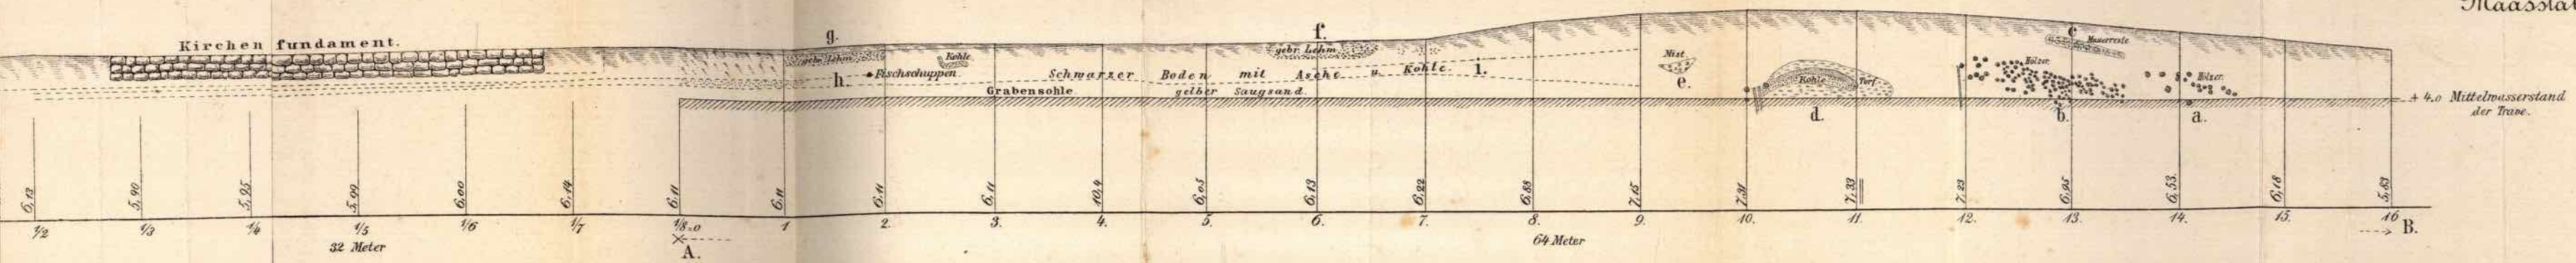 Kirchenfundament.
g.
f.
gebr. Lehm
Kohle
gebr. Lehm
c
Mauerreste
h.
Fischschuppen
Schwarzer Boden mit Asche u. Kohle.
i.
Mist
e.
Kohle
Torf
Hölzer.
Hölzer.
Grabensohle
gelber Saugsand.
d.
b.
a.
+ 4.0 Mittelwasserstand
der Trave.
6,13 5,90 5,95 5,99 6,00 6,14 6,11 6,11 6,11 6,11 10,4 6,05 6,13 6,22 6,88 7,15 7,31 7,33 7,23 6,95 6,53 6,18 5,83
1/2 1/3 1/4 1/5 1/6 1/7 1/8=0 1 2. 3. 4. 5. 6. 7. 8. 9. 10. 11. 12. 13. 14. 15. 16
32 Meter
64 Meter
A.
B.